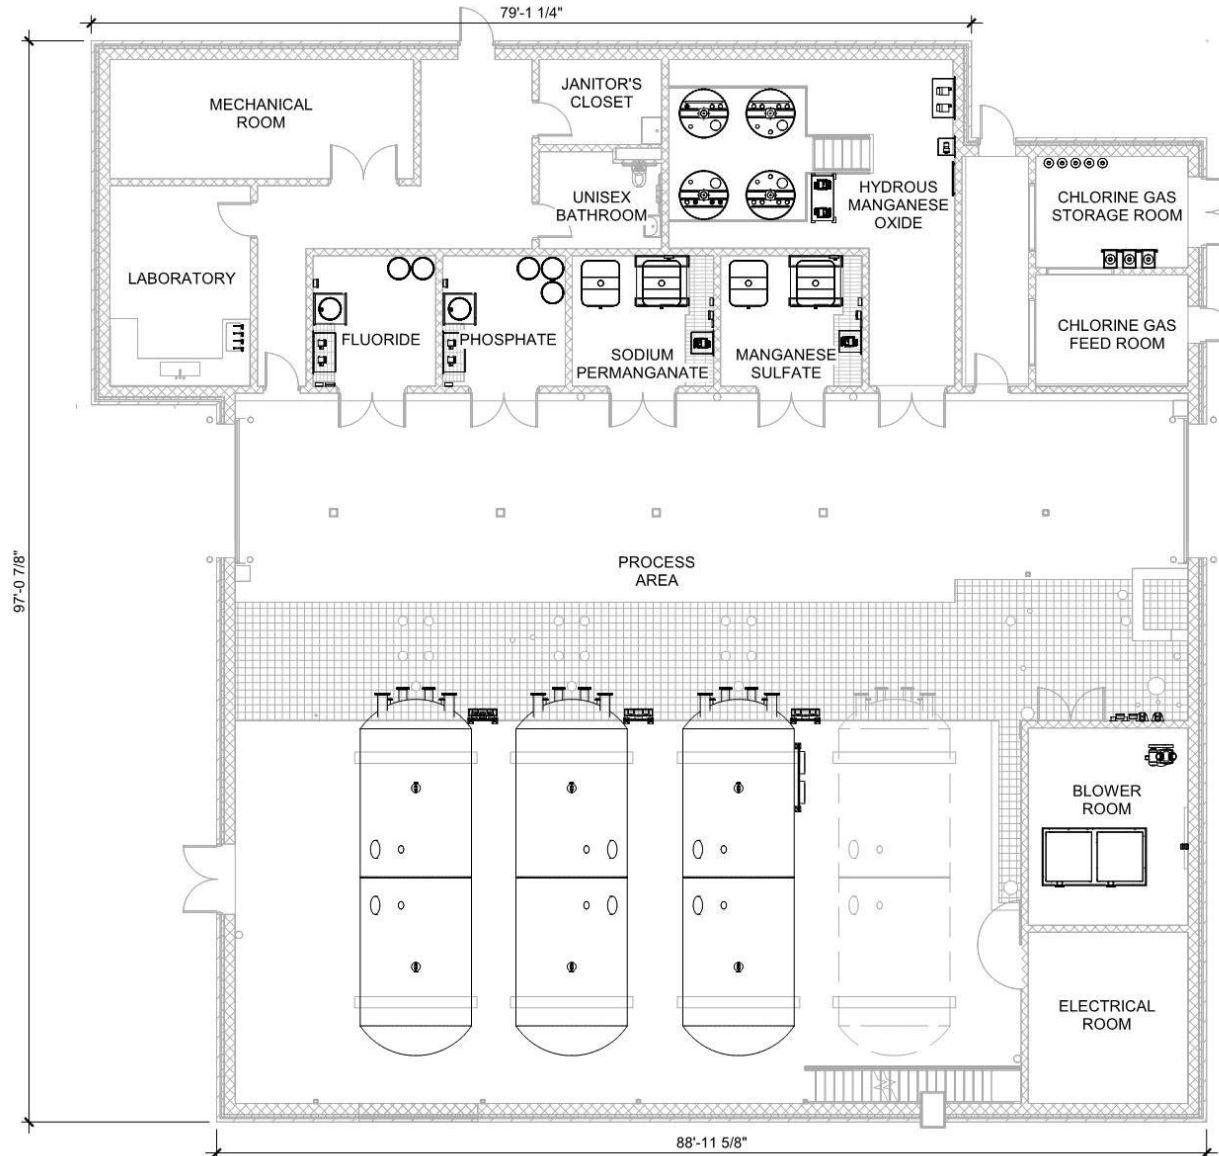 79'-1 1/4"
MECHANICAL
ROOM
JANITOR'S
CLOSET
UNISEX
BATHROOM
HYDROUS
MANGANESE
OXIDE
CHLORINE GAS
STORAGE ROOM
LABORATORY
FLUORIDE
PHOSPHATE
SODIUM
PERMANGANATE
MANGANESE
SULFATE
CHLORINE GAS
FEED ROOM
97'-0 7/8"
PROCESS
AREA
BLOWER
ROOM
ELECTRICAL
ROOM
88'-11 5/8"